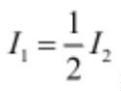 I₁ = 1/2 I₂